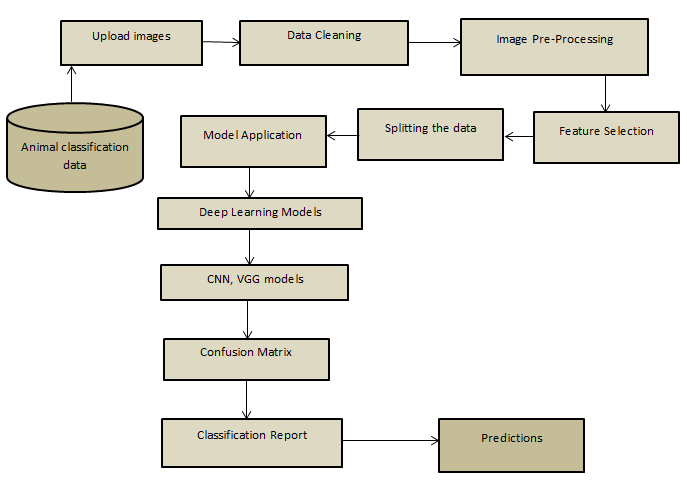 Upload images
Data Cleaning
Image Pre-Processing
Animal classification
data
Model Application
Splitting the data
Feature Selection
Deep Learning Models
CNN, VGG models
Confusion Matrix
Classification Report
Predictions